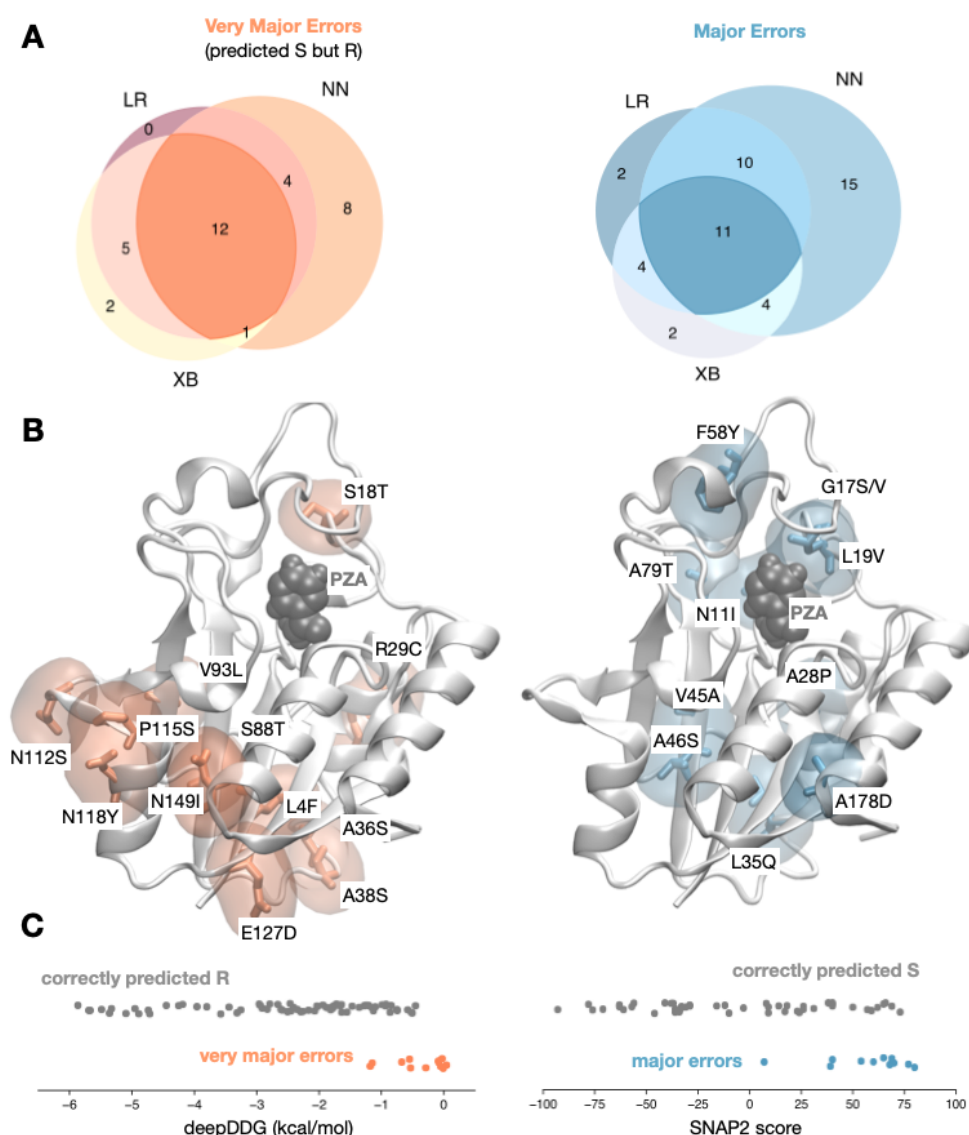 A
Very Major Errors
(predicted S but R)
Major Errors
LR
NN
0
4
8
12
5
2
1
XB
LR
NN
2
10
15
11
4
4
2
XB
B
S18T
PZA
R29C
V93L
P115S
S88T
N112S
N118Y
N149I
L4F
A36S
A38S
E127D
F58Y
G17S/V
A79T
L19V
N11I
PZA
A28P
V45A
A46S
A178D
L35Q
C
correctly predicted R
very major errors
−6
−5
−4
−3
−2
−1
0
deepDDG (kcal/mol)
correctly predicted S
major errors
−100
−75
−50
−25
0
25
50
75
100
SNAP2 score